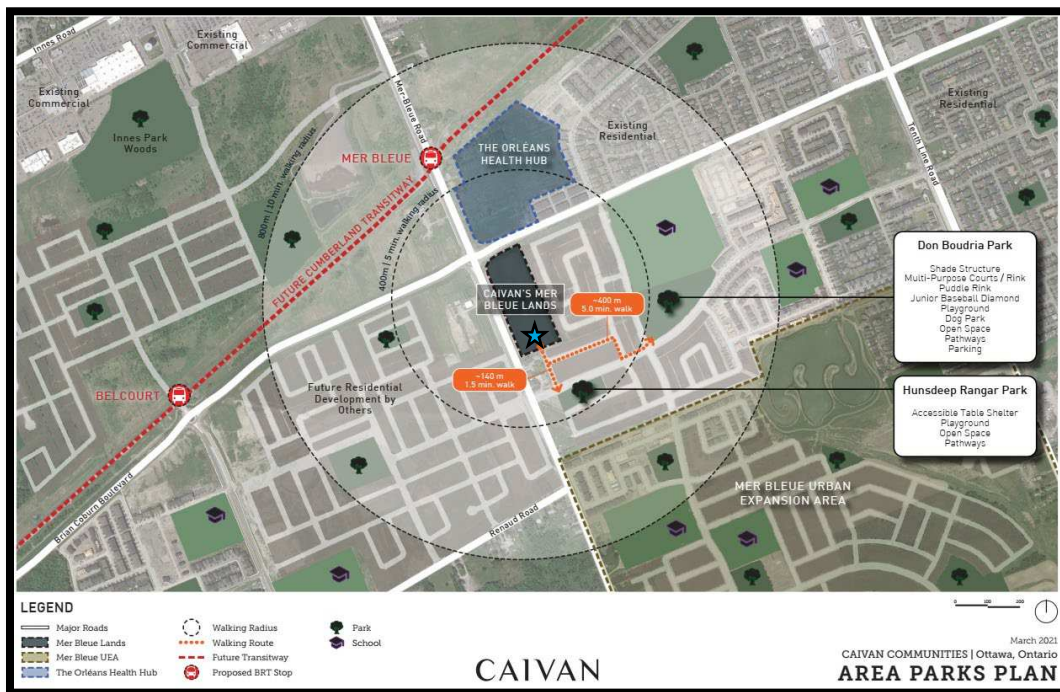 Innes Road
Existing
Commercial
Existing
Commercial
Innes Park
Woods
Mer-Bleue Road
MER BLEUE
THE ORLÉANS
HEALTH HUB
Existing
Residential
Existing
Residential
Tenth Line Road
800m | 10 min. walking radius
FUTURE CUMBERLAND TRANSITWAY
400m | 5 min. walking radius
CAIVAN'S MER
BLEUE LANDS
~400 m
5.0 min. walk
~140 m
1.5 min. walk
Don Boudria Park
Shade Structure
Multi-Purpose Courts / Rink
Puddle Rink
Junior Baseball Diamond
Playground
Dog Park
Open Space
Pathways
Parking
Hunsdeep Rangar Park
Accessible Table Shelter
Playground
Open Space
Pathways
BELCOURT
Future Residential
Development by
Others
Brian Coburn Boulevard
Renaud Road
MER BLEUE URBAN
EXPANSION AREA
LEGEND
Major Roads
Mer Bleue Lands
Mer Bleue UEA
The Orléans Health Hub
Walking Radius
Walking Route
Future Transitway
Proposed BRT Stop
Park
School
CAIVAN
0 100 200
March 2021
CAIVAN COMMUNITIES | Ottawa, Ontario
AREA PARKS PLAN